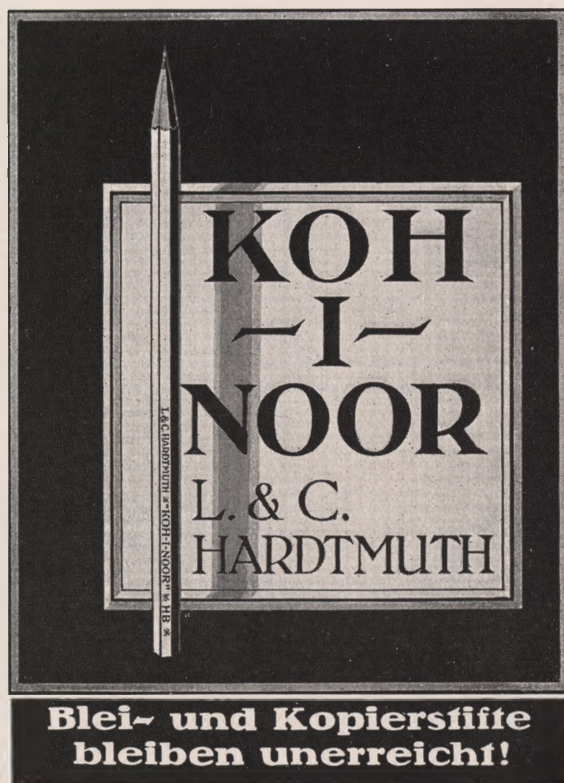 KOH
-I-
NOOR
L. & C.
HARDTMUTH
L.&C. HARDTMUTH "KOH-I-NOOR" HB
Blei- und Kopierstifte
bleiben unerreicht!